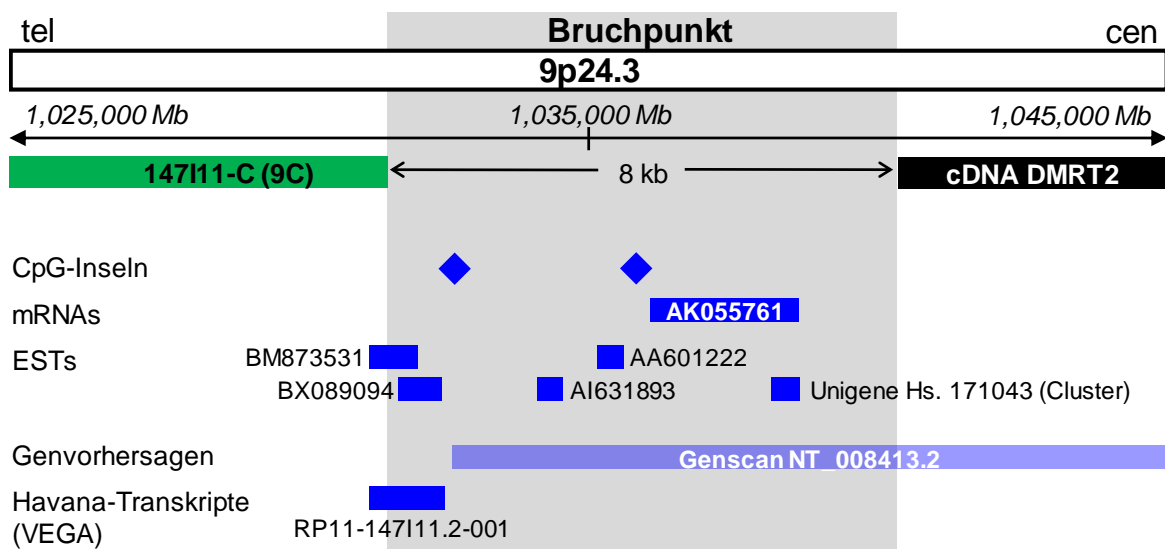 tel Bruchpunkt cen
9p24.3
1,025,000 Mb 1,035,000 Mb 1,045,000 Mb
147I11-C (9C) 8 kb cDNA DMRT2
CpG-Inseln
mRNAs AK055761
ESTs BM873531 AA601222
BX089094 AI631893 Unigene Hs. 171043 (Cluster)
Genvorhersagen Genscan NT_008413.2
Havana-Transkripte
(VEGA) RP11-147I11.2-001